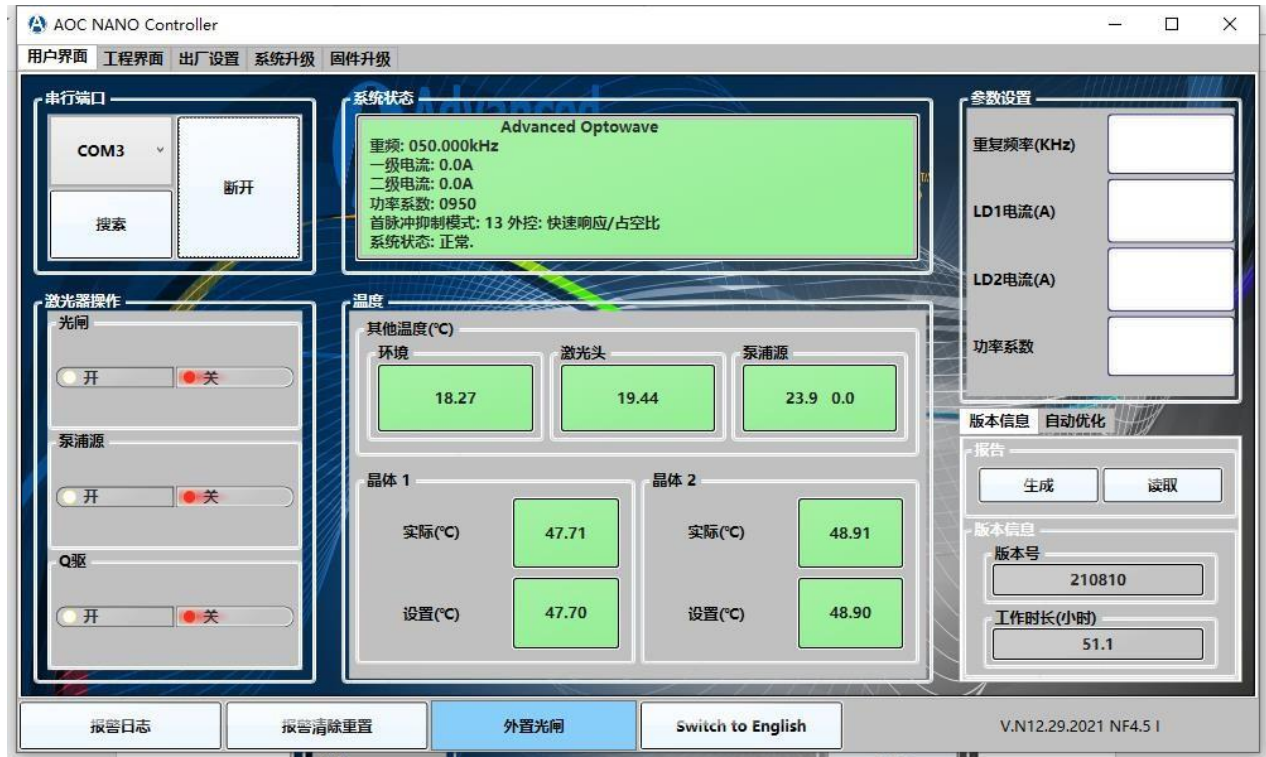 AOC NANO Controller
用户界面 工程界面 出厂设置 系统升级 固件升级
串行端口
COM3
断开
搜索
系统状态
Advanced Optowave
重频: 050.000kHz
一级电流: 0.0A
二级电流: 0.0A
功率系数: 0950
首脉冲抑制模式: 13 外控: 快速响应/占空比
系统状态: 正常.
参数设置
重复频率(KHz)
LD1电流(A)
LD2电流(A)
功率系数
激光器操作
光闸
开 关
泵浦源
开 关
Q驱
开 关
温度
其他温度(℃)
环境 激光头 泵浦源
18.27 19.44 23.9 0.0
晶体 1
实际(℃) 47.71
设置(℃) 47.70
晶体 2
实际(℃) 48.91
设置(℃) 48.90
版本信息 自动优化
报告
生成 读取
版本信息
版本号
210810
工作时长(小时)
51.1
报警日志 报警清除重置 外置光闸 Switch to English V.N12.29.2021 NF4.5 I